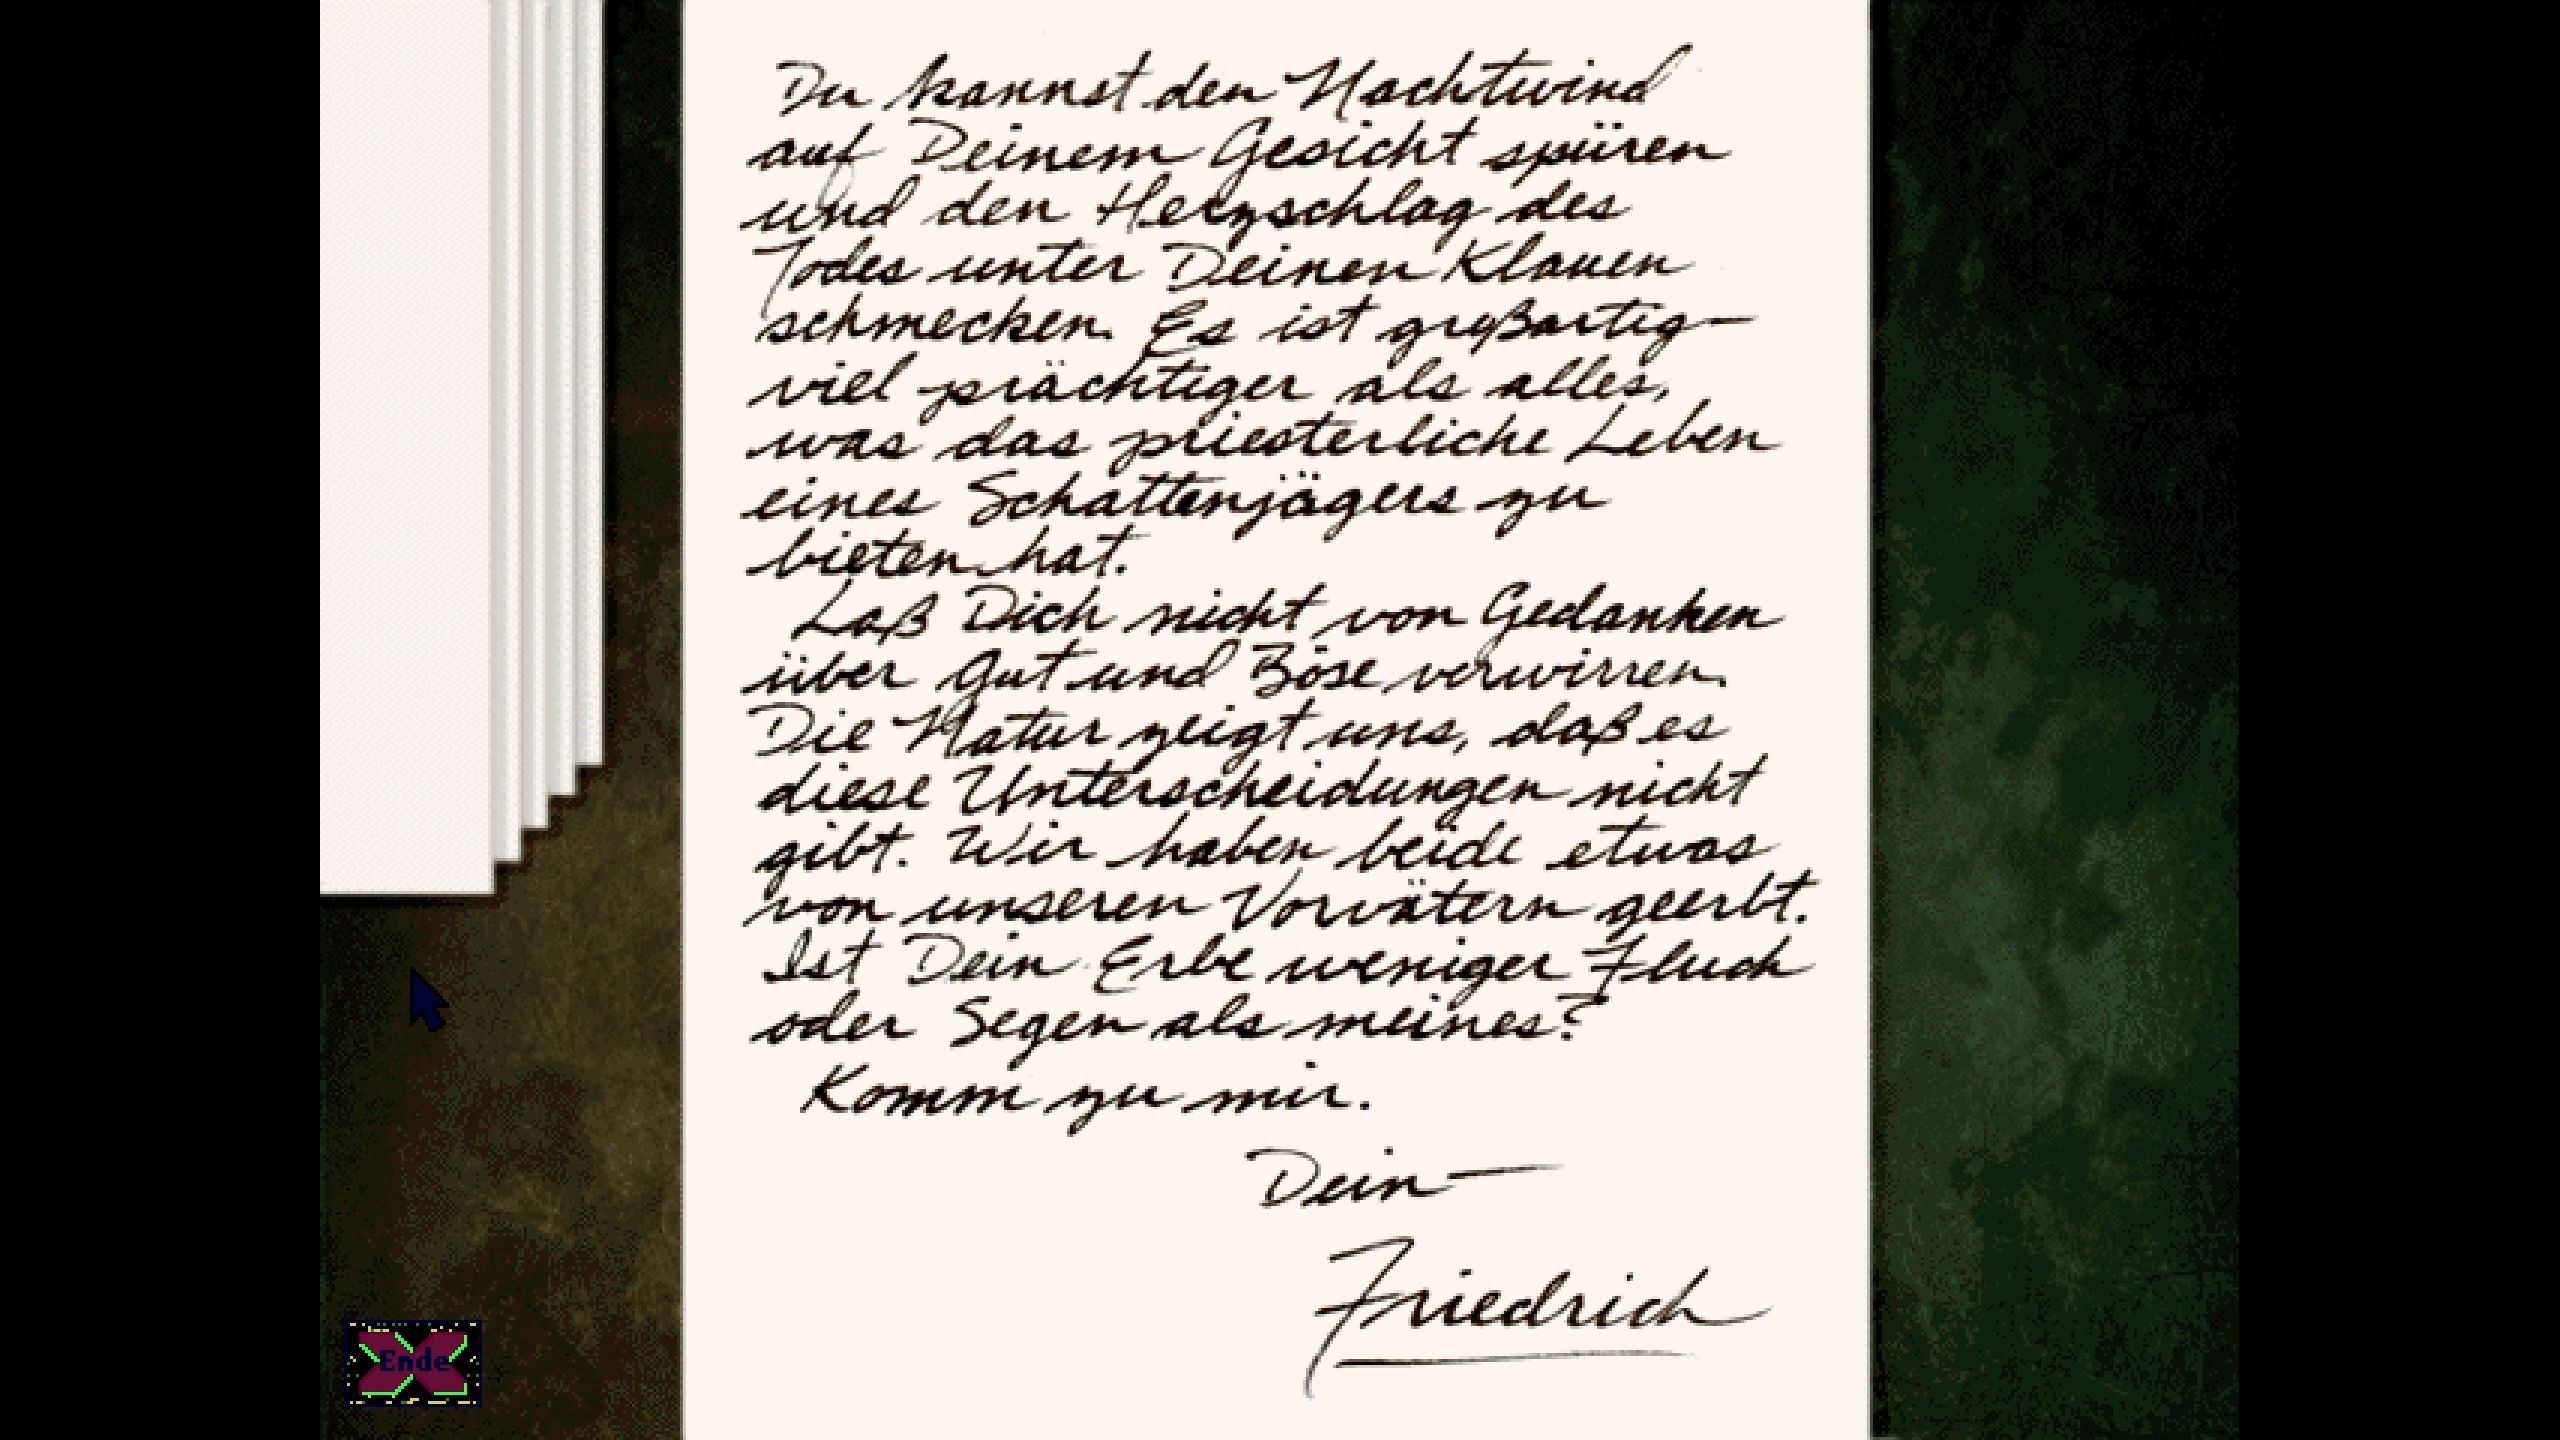 Du kannst den Nachtwind
auf Deinem Gesicht spüren
und den Herzschlag des
Todes unter Deinen Klauen
schmecken. Es ist großartig—
viel prächtiger als alles,
was das priesterliche Leben
eines Schattenjägers zu
bieten hat.
Laß Dich nicht von Gedanken
über Gut und Böse verwirren.
Die Natur zeigt uns, daß es
diese Unterscheidungen nicht
gibt. Wir haben beide etwas
von unseren Vorvätern geerbt.
Ist Dein Erbe weniger Fluch
oder Segen als meines?
Komm zu mir.
Dein—
Friedrich
Ende